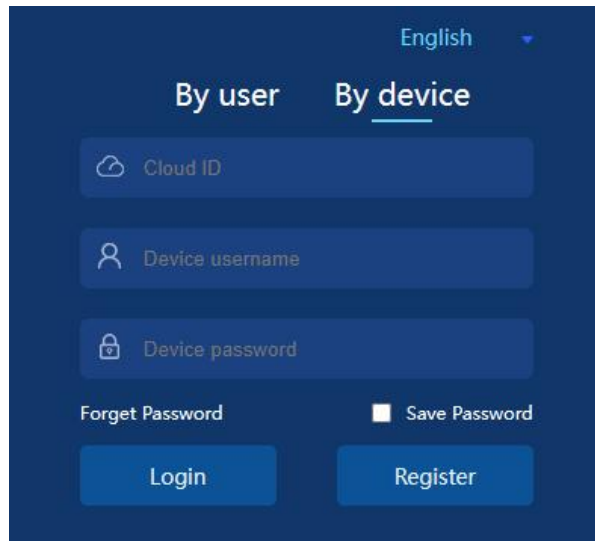 English
By user By device
Cloud ID
Device username
Device password
Forget Password Save Password
Login Register